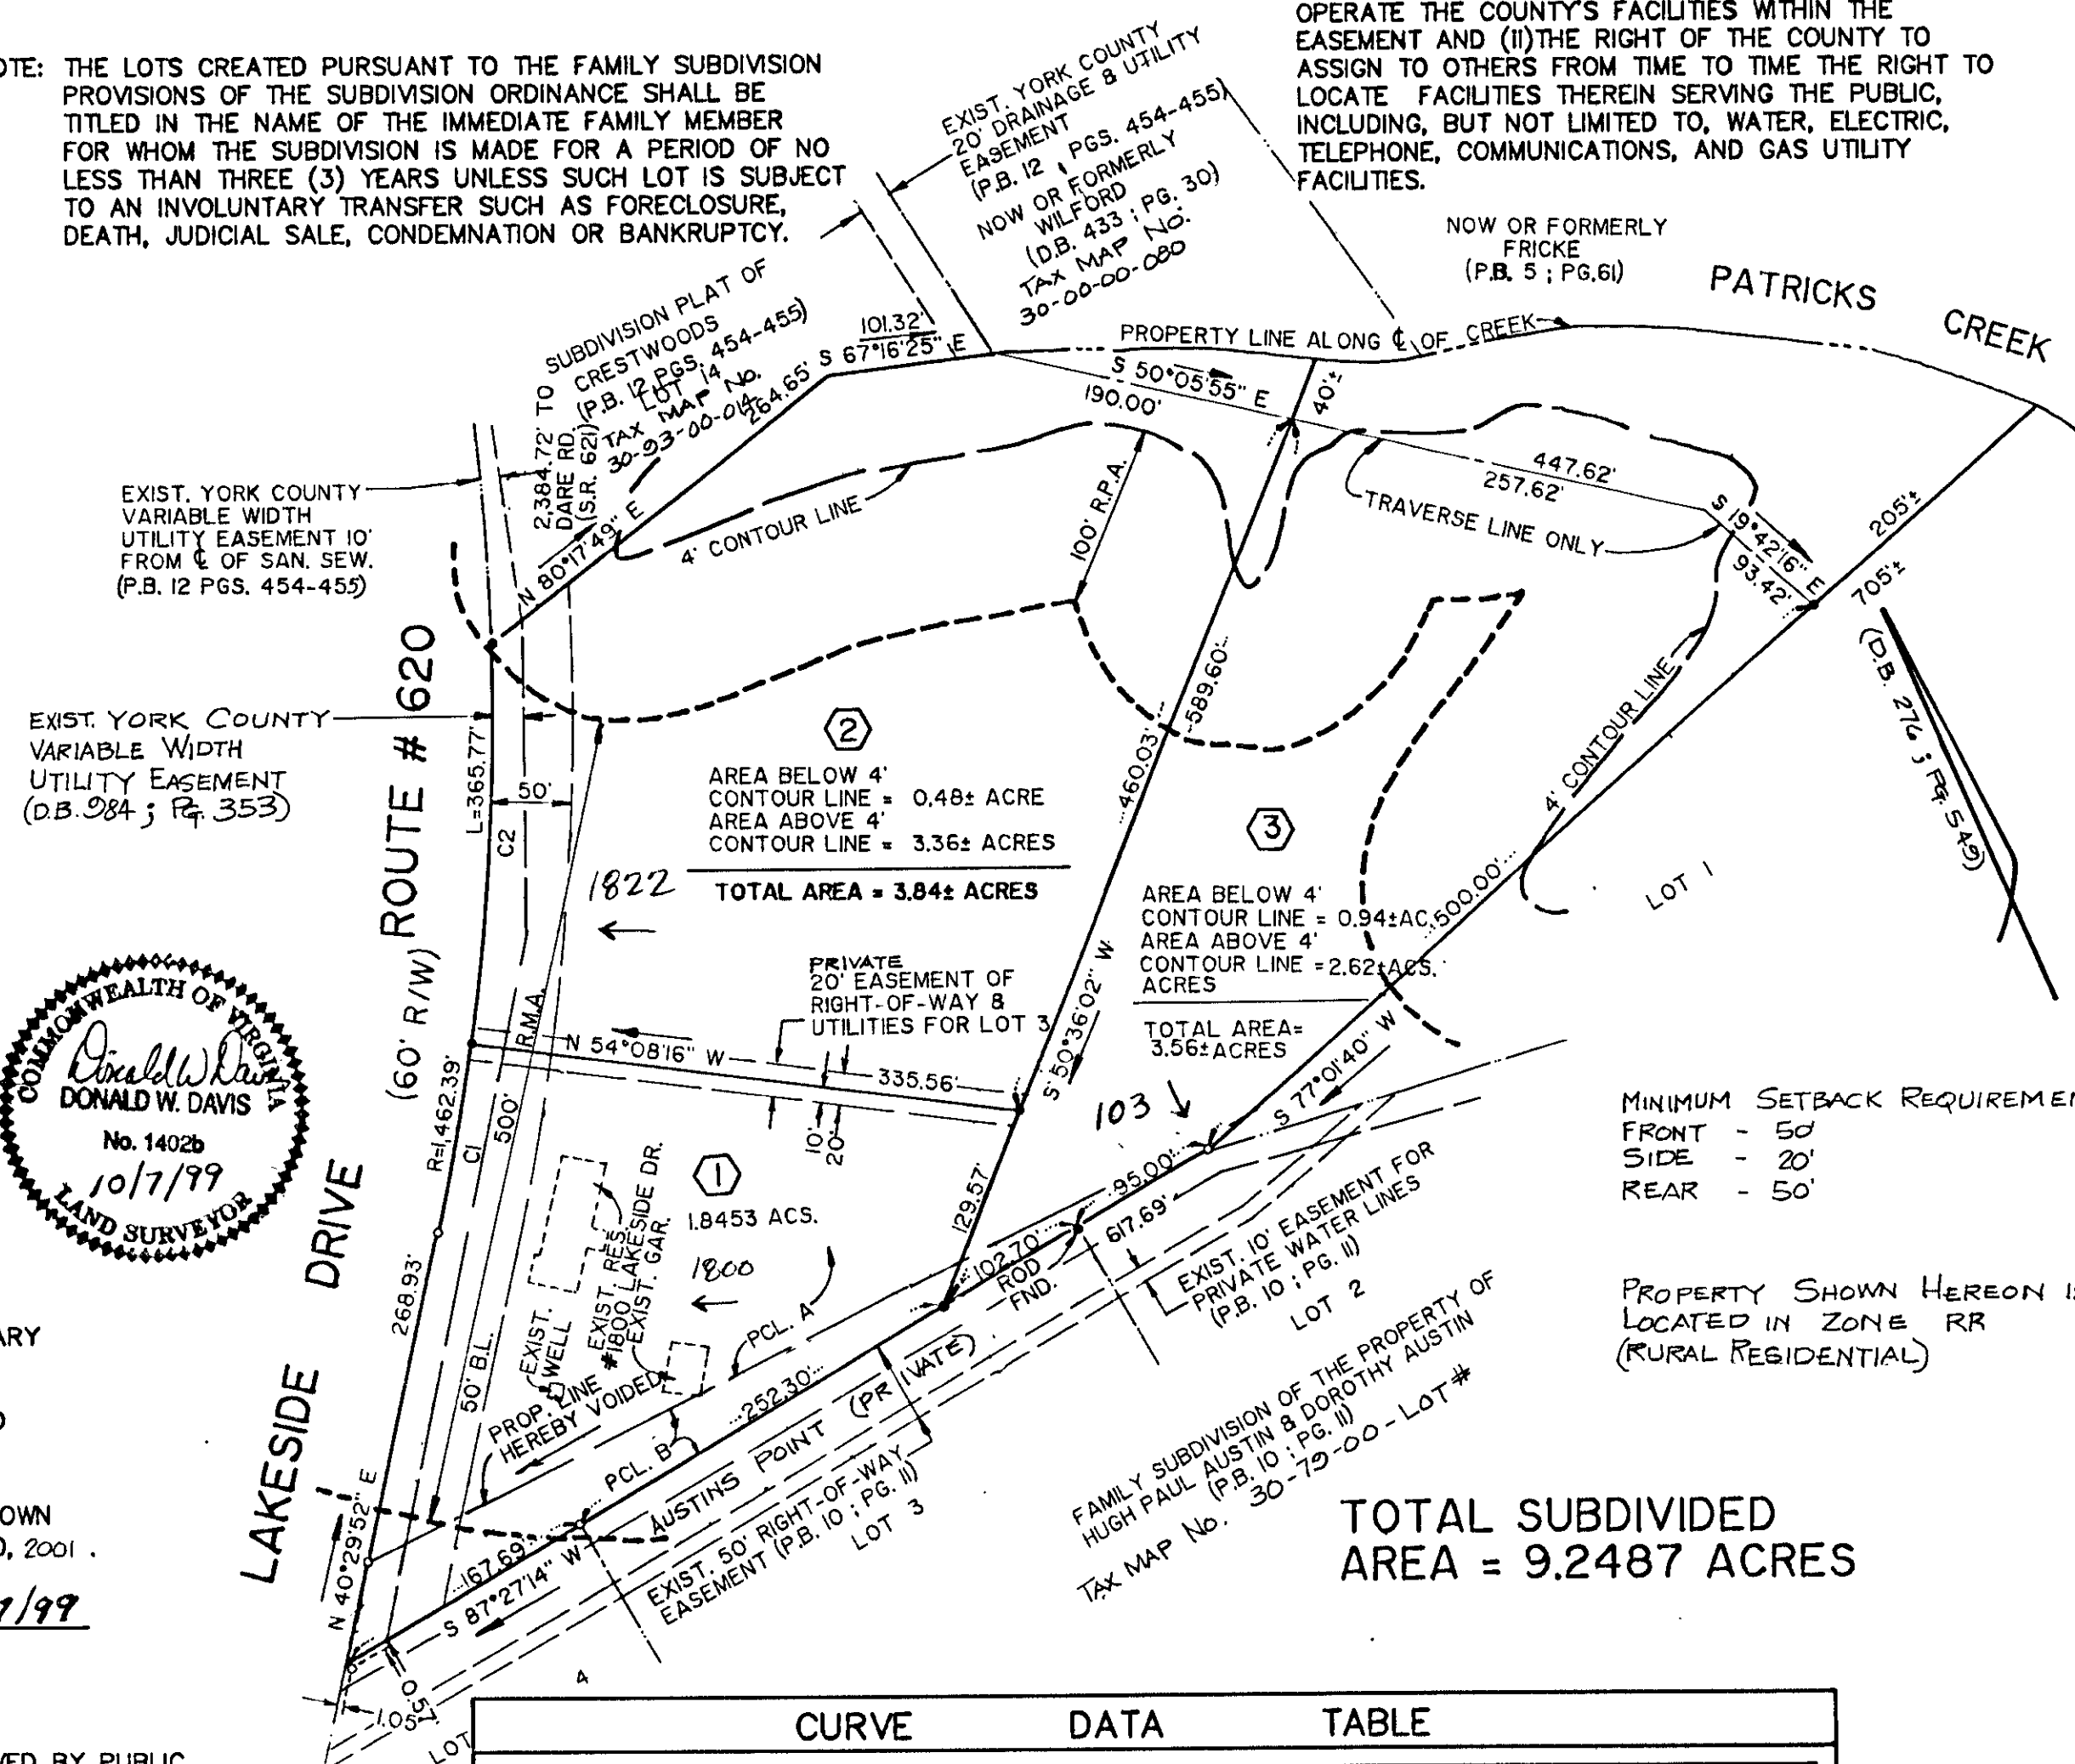 OTE: THE LOTS CREATED PURSUANT TO THE FAMILY SUBDIVISION
PROVISIONS OF THE SUBDIVISION ORDINANCE SHALL BE
TITLED IN THE NAME OF THE IMMEDIATE FAMILY MEMBER
FOR WHOM THE SUBDIVISION IS MADE FOR A PERIOD OF NO
LESS THAN THREE (3) YEARS UNLESS SUCH LOT IS SUBJECT
TO AN INVOLUNTARY TRANSFER SUCH AS FORECLOSURE,
DEATH, JUDICIAL SALE, CONDEMNATION OR BANKRUPTCY.
EXIST. YORK COUNTY
20' DRAINAGE & UTILITY
EASEMENT
(P.B. 12 , PGS. 454-455)
NOW OR FORMERLY
WILFORD
(D.B. 433 ; PG. 30)
TAX MAP NO.
30-00-00-080
OPERATE THE COUNTY'S FACILITIES WITHIN THE
EASEMENT AND (II)THE RIGHT OF THE COUNTY TO
ASSIGN TO OTHERS FROM TIME TO TIME THE RIGHT TO
LOCATE FACILITIES THEREIN SERVING THE PUBLIC,
INCLUDING, BUT NOT LIMITED TO, WATER, ELECTRIC,
TELEPHONE, COMMUNICATIONS, AND GAS UTILITY
FACILITIES.
NOW OR FORMERLY
FRICKE
(P.B. 5 ; PG.61)
PATRICKS CREEK
SUBDIVISION PLAT OF
CRESTWOODS
(P.B. 12 PGS. 454-455)
LOT 14
TAX MAP NO.
30-93-00-014
2,384.72' TO
DARE RD.
(S.R. 621)
264.65'
N 80°17'49" E
101.32'
S 67°16'25" E
PROPERTY LINE ALONG ℄ OF CREEK
S 50°05'55" E
190.00'
40'±
447.62'
257.62'
TRAVERSE LINE ONLY
S 19°42'16" E
93.42'
205'±
705'±
(D.B. 276 ; PG. 549)
EXIST. YORK COUNTY
VARIABLE WIDTH
UTILITY EASEMENT 10'
FROM ℄ OF SAN. SEW.
(P.B. 12 PGS. 454-455)
4' CONTOUR LINE
100' R.P.A.
EXIST. YORK COUNTY
VARIABLE WIDTH
UTILITY EASEMENT
(D.B. 984 ; PG. 353)
ROUTE # 620
(60' R/W)
L=365.77'
C2
50'
2
AREA BELOW 4'
CONTOUR LINE = 0.48± ACRE
AREA ABOVE 4'
CONTOUR LINE = 3.36± ACRES
TOTAL AREA = 3.84± ACRES
1822
589.60'
460.03'
S 50°36'02" W
3
AREA BELOW 4'
CONTOUR LINE = 0.94±AC.
AREA ABOVE 4'
CONTOUR LINE =2.62±ACS.
ACRES
TOTAL AREA=
3.56±ACRES
4' CONTOUR LINE
500.00'
LOT 1
PRIVATE
20' EASEMENT OF
RIGHT-OF-WAY &
UTILITIES FOR LOT 3
N 54°08'16" W
335.56'
10'
20'
R.M.A.
500'
C1
R=1,462.39'
COMMONWEALTH OF VIRGINIA
Donald W Davis
DONALD W. DAVIS
No. 1402b
10/7/99
LAND SURVEYOR
103
S 77°01'40" W
MINIMUM SETBACK REQUIREMEN
FRONT - 50'
SIDE - 20'
REAR - 50'
1
1.8453 ACS.
1800
129.57'
95.00'
617.69'
102.70'
ROD
FND.
EXIST. 10' EASEMENT FOR
PRIVATE WATER LINES
(P.B. 10 ; PG. 11)
LOT 2
PROPERTY SHOWN HEREON IS
LOCATED IN ZONE RR
(RURAL RESIDENTIAL)
EXIST.
WELL
EXIST. RES.
#1800 LAKESIDE DR.
EXIST. GAR.
PCL. A
268.93'
50' B.L.
PROP. LINE
HEREBY VOIDED
PCL. B
252.30'
AUSTINS POINT (PRIVATE)
EXIST. 50' RIGHT-OF-WAY
EASEMENT (P.B. 10 ; PG. 11)
LOT 3
FAMILY SUBDIVISION OF THE PROPERTY OF
HUGH PAUL AUSTIN & DOROTHY AUSTIN
(P.B. 10 ; PG. 11)
TAX MAP NO. 30-79-00-LOT#
LAKESIDE DRIVE
N 40°29'52" E
167.69'
S 87°27'14" W
0.57'
1.05'
LOT
4
TOTAL SUBDIVIDED
AREA = 9.2487 ACRES
ARY
OWN
, 2001 .
/99
ED BY PUBLIC
CURVE DATA TABLE